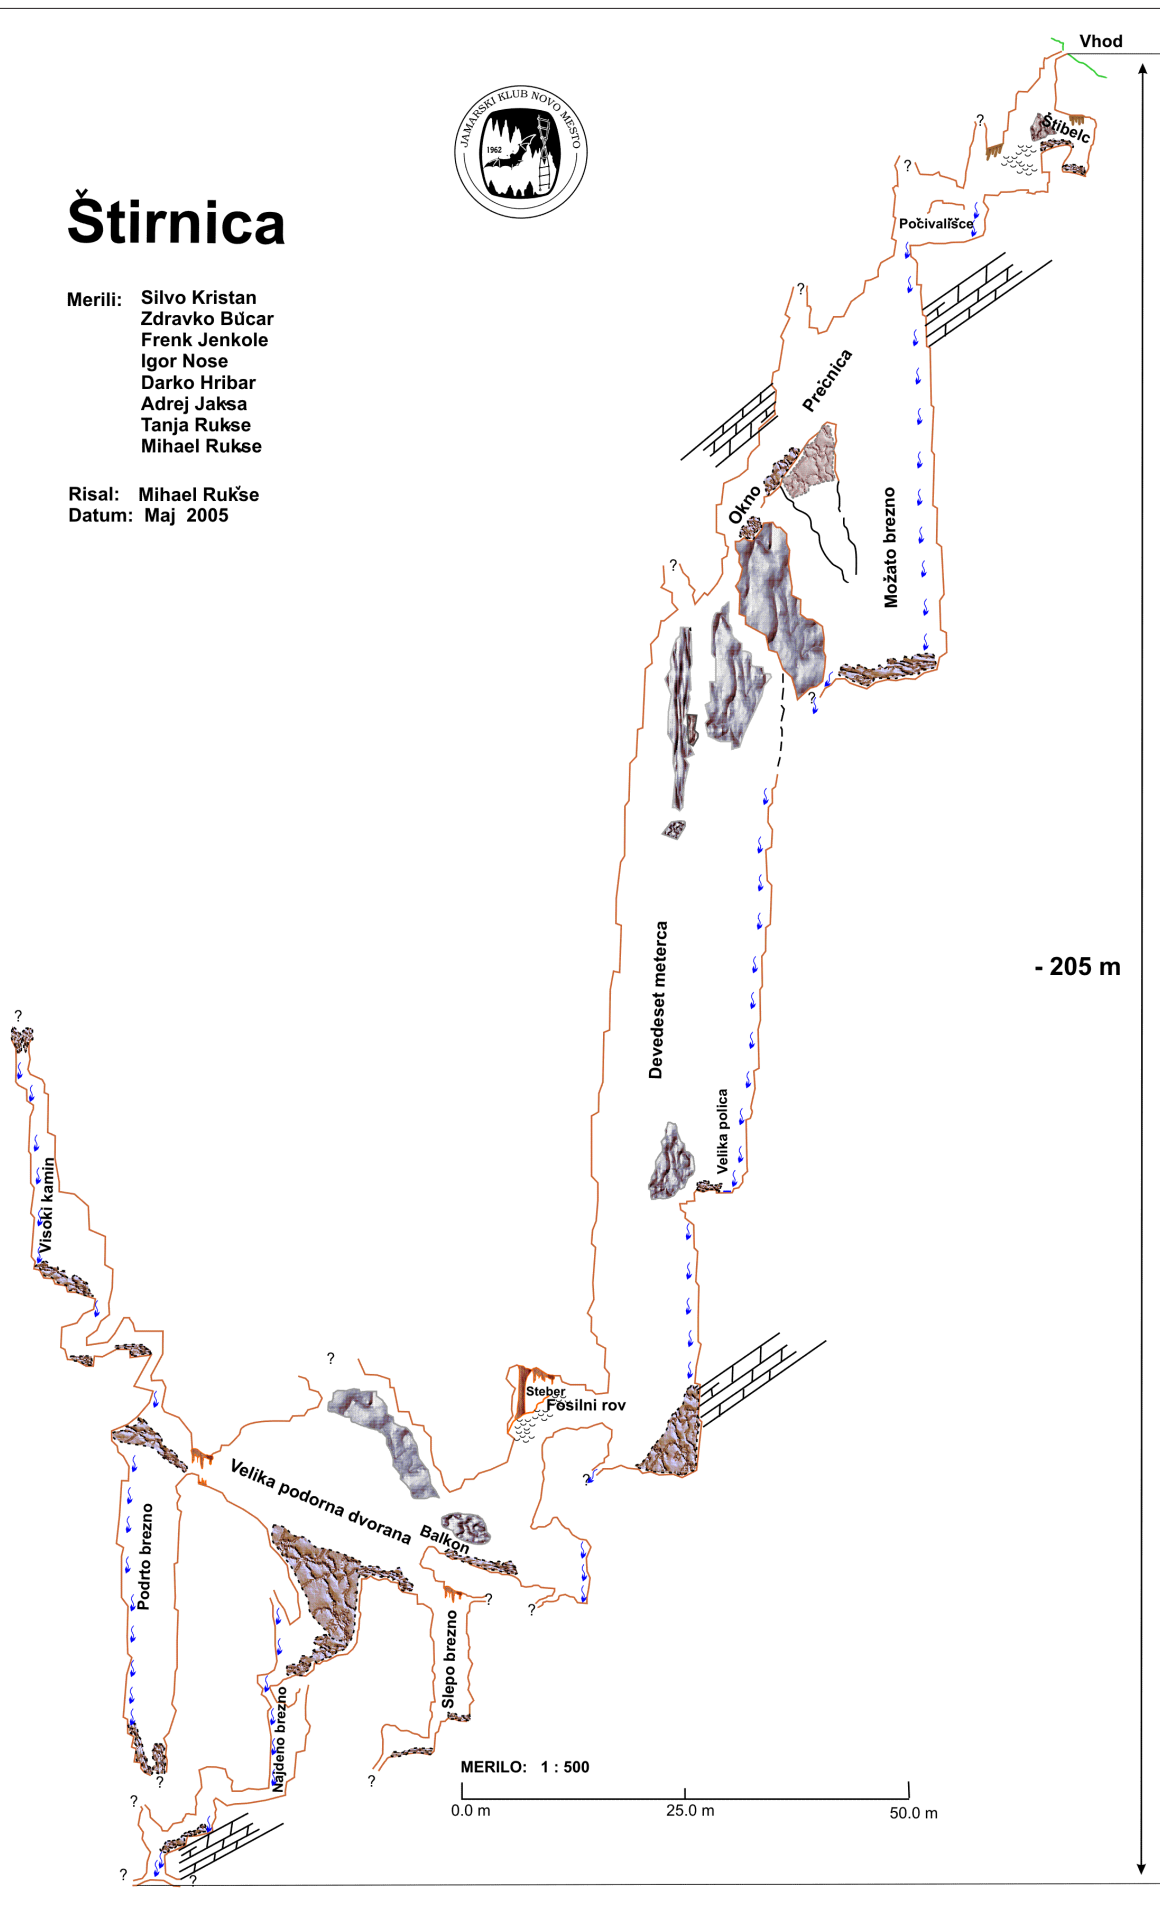 Vhod
JAMARSKI KLUB NOVO MESTO
1962
?
Štibelc
?
Počivališče
Štirnica
?
Merili: Silvo Kristan
Zdravko Bučar
Frenk Jenkole
Igor Nose
Darko Hribar
Adrej Jaksa
Tanja Rukse
Mihael Rukse
Prečnica
Risal: Mihael Rukše
Datum: Maj 2005
Okno
Možato brezno
?
?
Devedeset meterca
- 205 m
?
Velika polica
Visoki kamin
?
Steber
Fosilni rov
?
Velika podorna dvorana
Balkon
Podrto brezno
?
?
Slepo brezno
Najdeno brezno
MERILO: 1 : 500
?
?
?
0.0 m 25.0 m 50.0 m
?
?